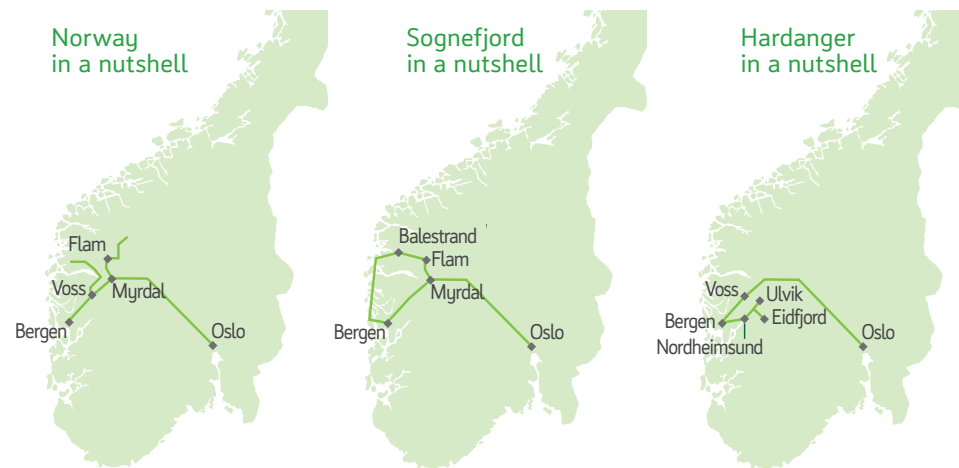 Norway
in a nutshell
Flam
Voss
Myrdal
Bergen
Oslo
Sognefjord
in a nutshell
Balestrand
Flam
Myrdal
Bergen
Oslo
Hardanger
in a nutshell
Voss
Ulvik
Bergen
Eidfjord
Nordheimsund
Oslo